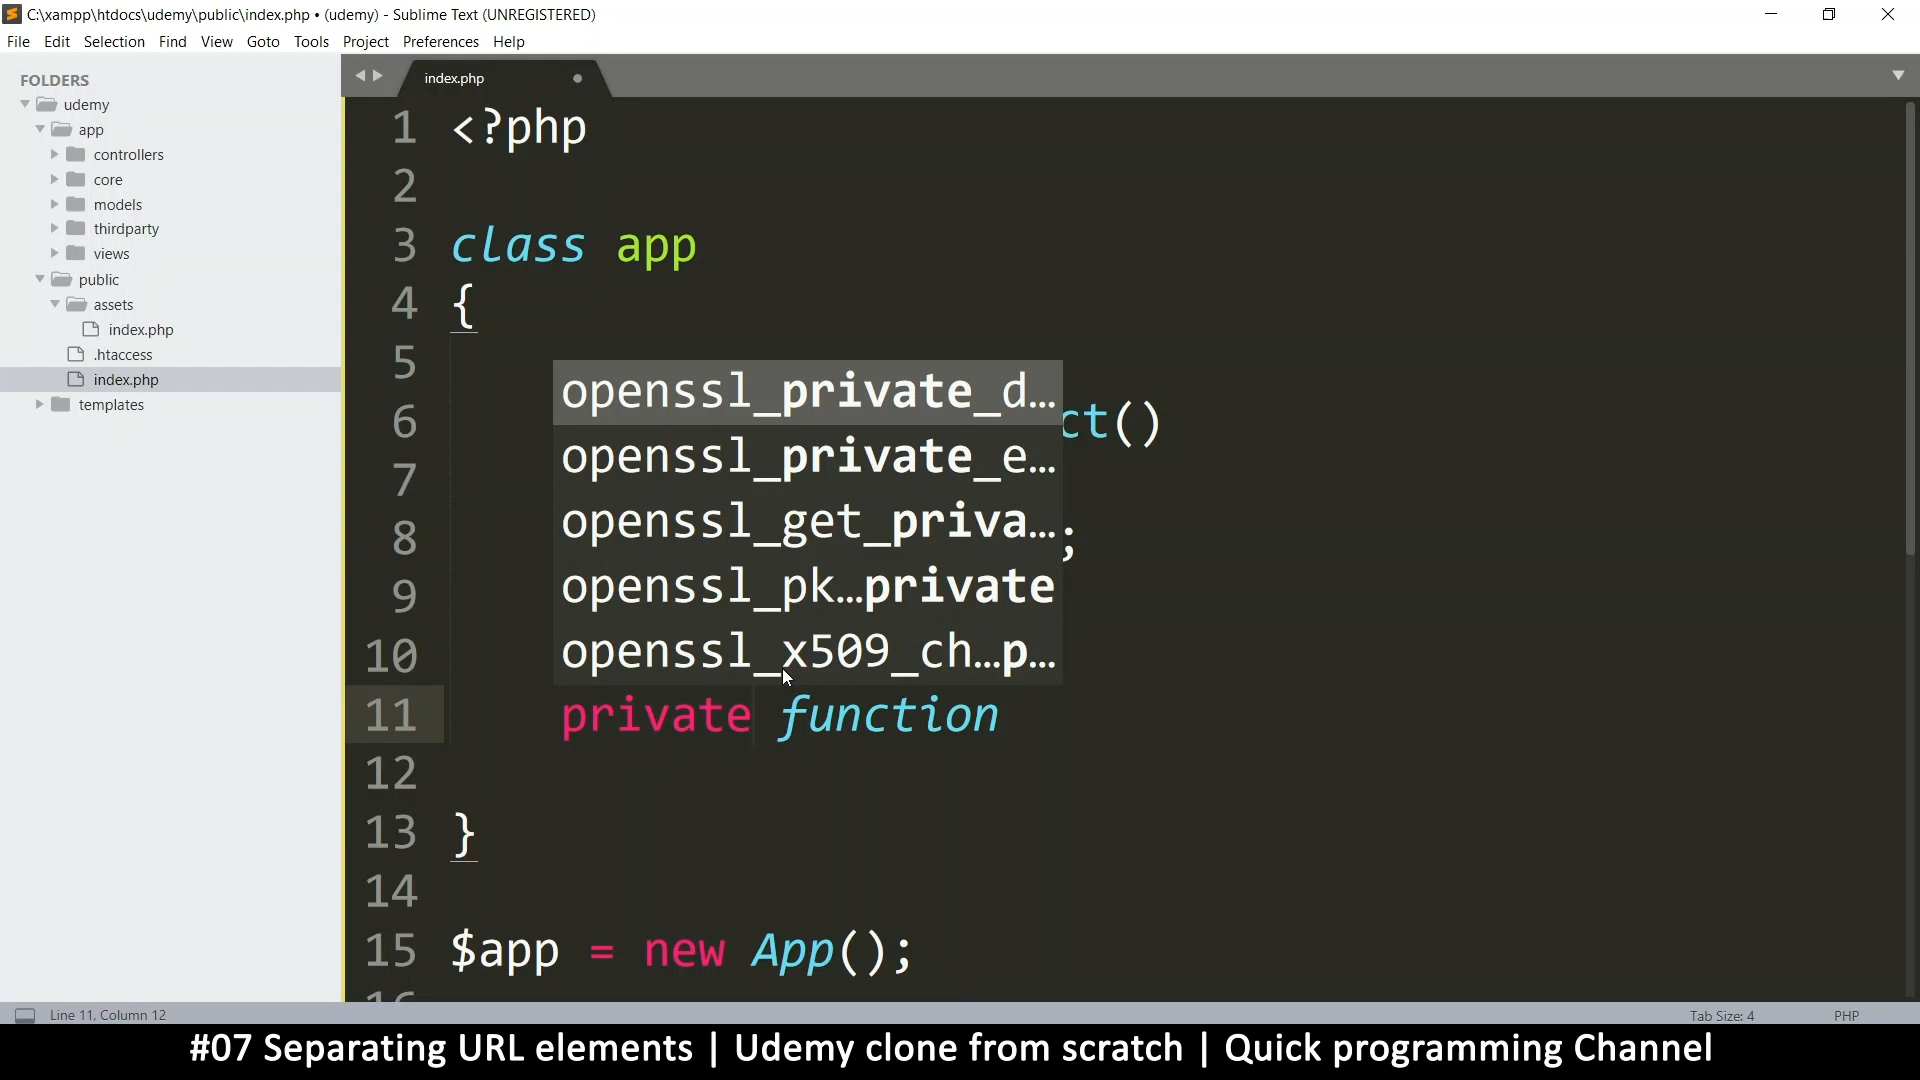 C:\xampp\htdocs\udemy\public\index.php • (udemy) - Sublime Text (UNREGISTERED)
File Edit Selection Find View Goto Tools Project Preferences Help
FOLDERS
udemy
app
controllers
core
models
thirdparty
views
public
assets
index.php
.htaccess
index.php
templates
index.php
1 <?php
2
3 class app
4 {
5
openssl_private_d…
6 ct()
openssl_private_e…
7
openssl_get_priva…
8 ;
openssl_pk…private
9
openssl_x509_ch…p…
10
11 private function
12
13 }
14
15 $app = new App();
16
Line 11, Column 12
Tab Size: 4
PHP
#07 Separating URL elements | Udemy clone from scratch | Quick programming Channel